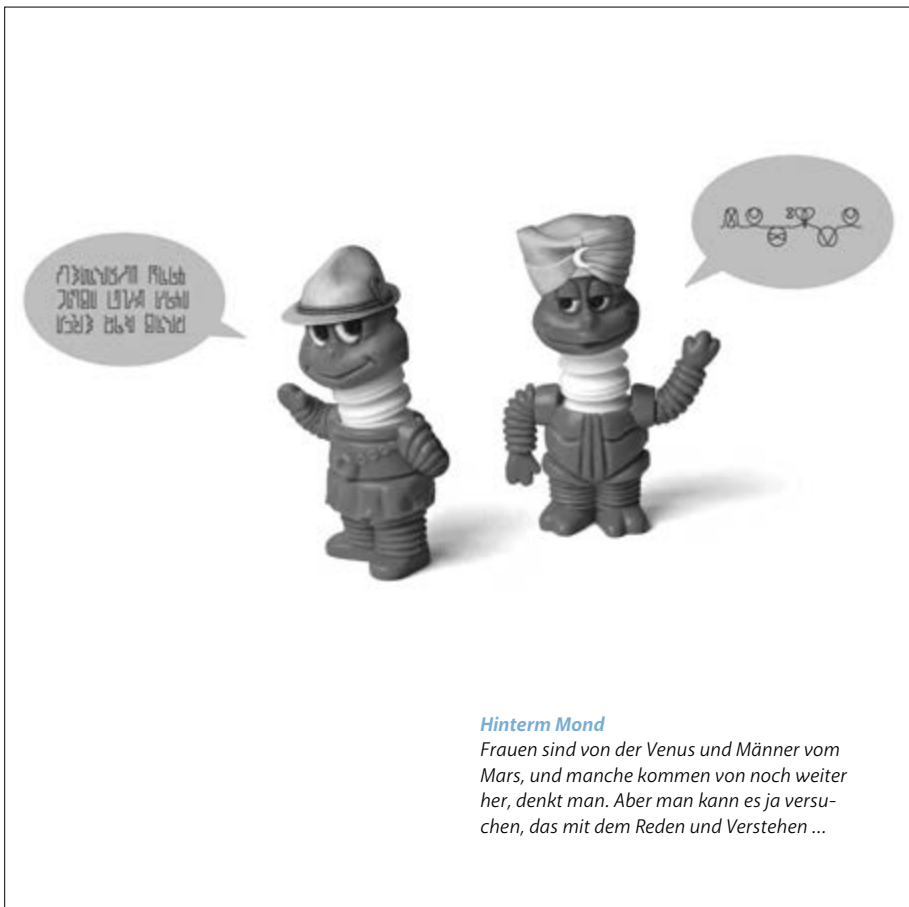 Hinterm Mond
Frauen sind von der Venus und Männer vom
Mars, und manche kommen von noch weiter
her, denkt man. Aber man kann es ja versu-
chen, das mit dem Reden und Verstehen ...